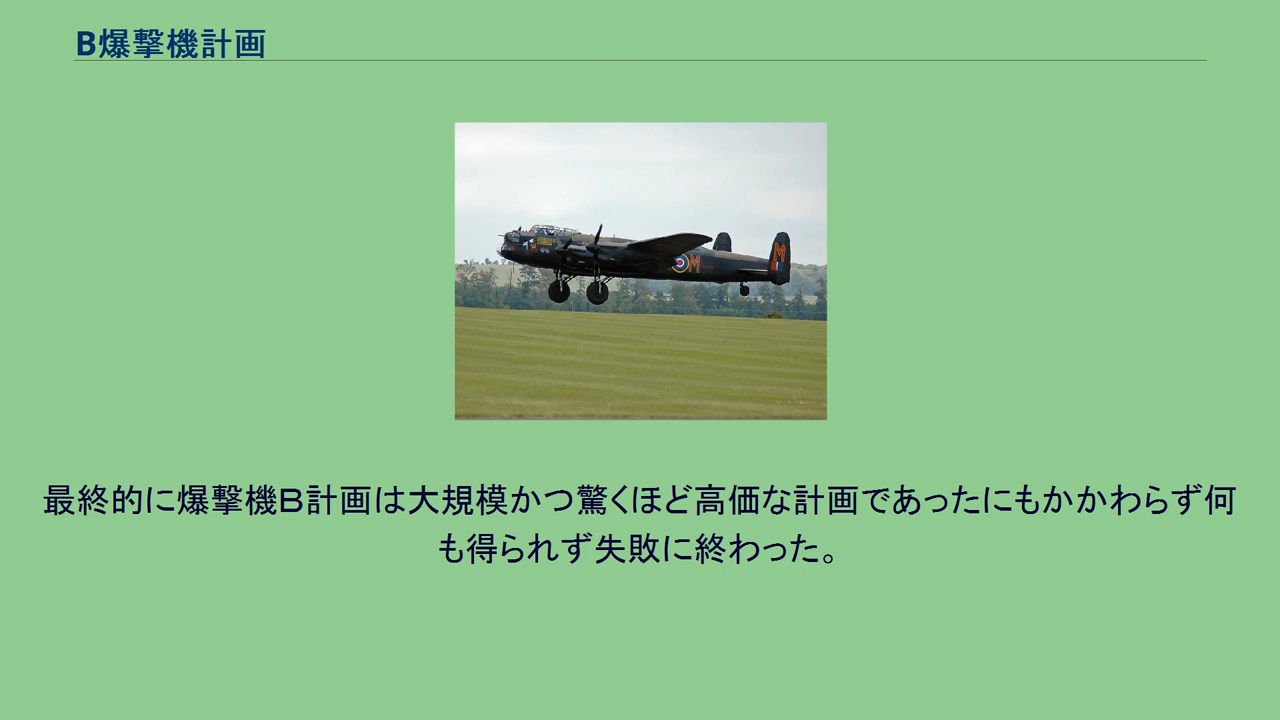 B爆撃機計画
M
M
最終的に爆撃機Ｂ計画は大規模かつ驚くほど高価な計画であったにもかかわらず何
も得られず失敗に終わった。